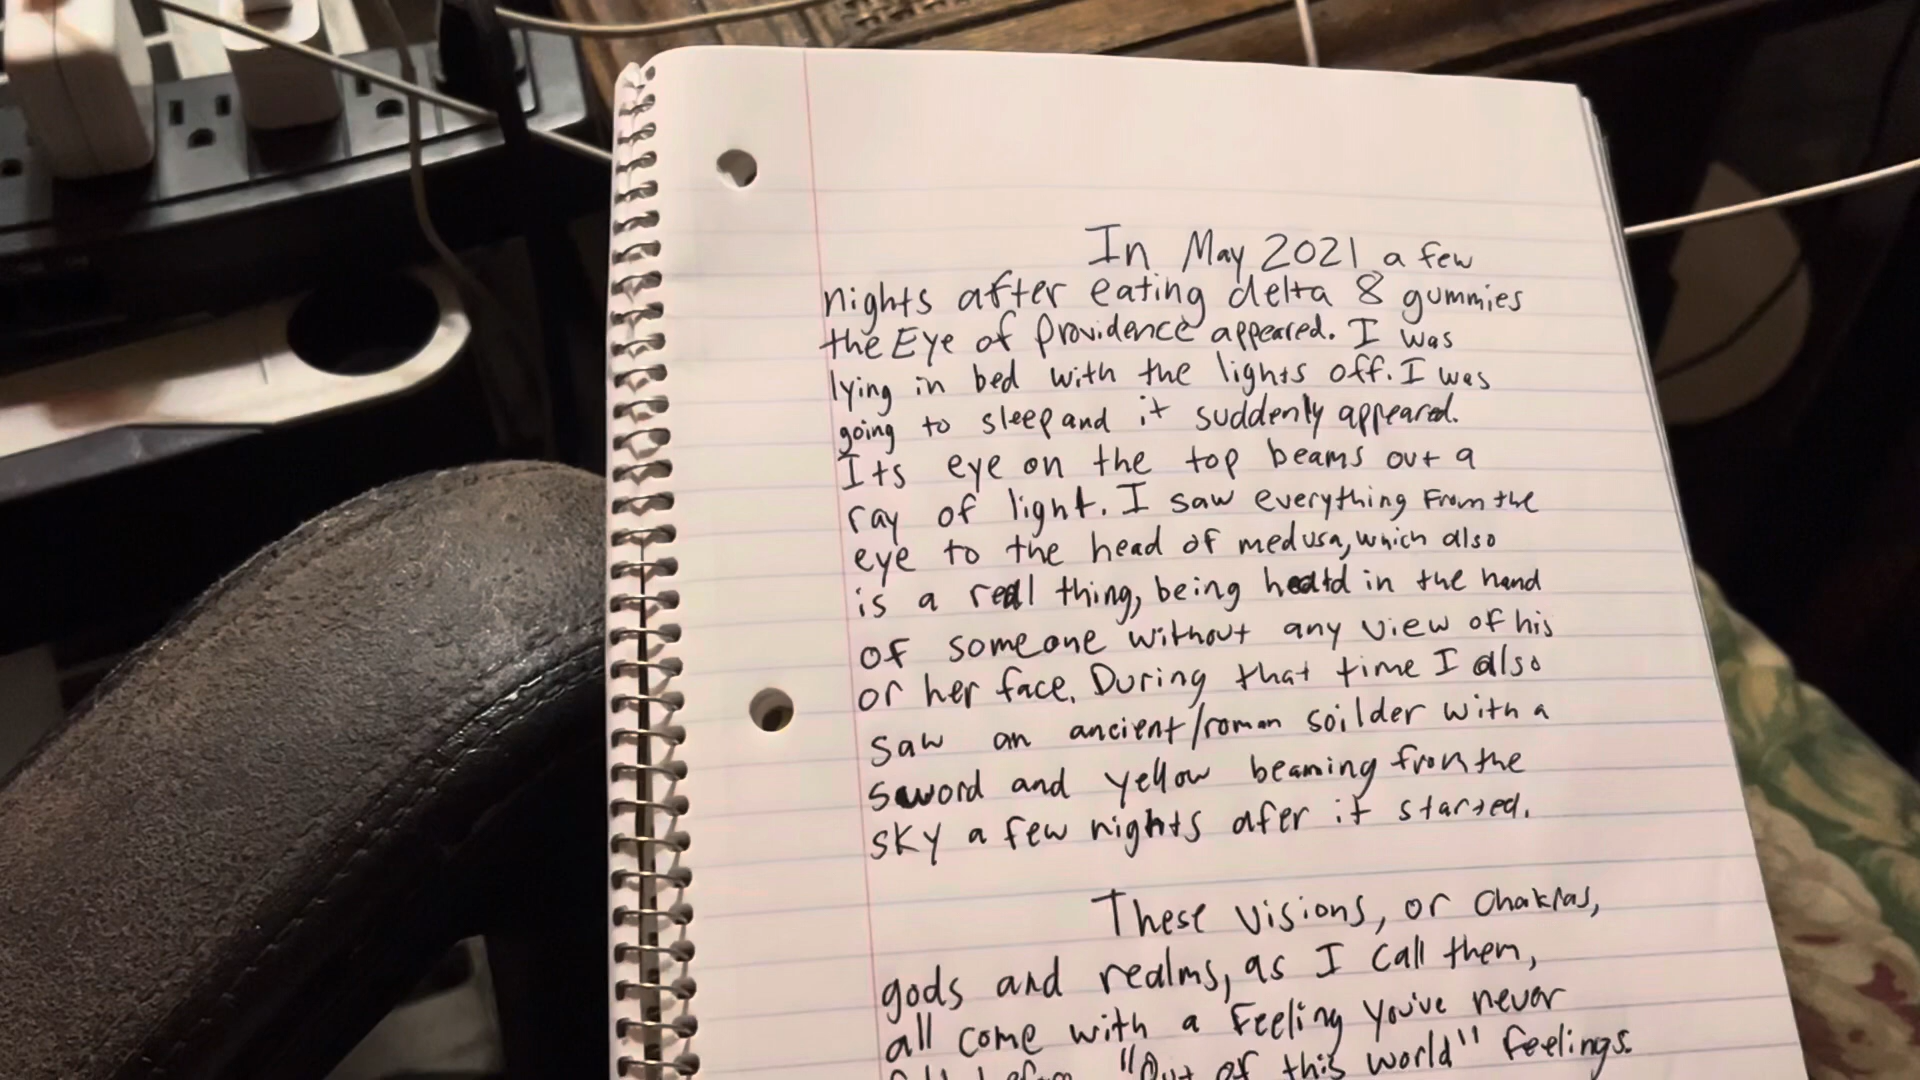 In May 2021 a few
nights after eating delta 8 gummies
the Eye of Providence appeared. I was
lying in bed with the lights off. I was
going to sleep and it suddenly appeared.
Its eye on the top beams out a
ray of light. I saw everything from the
eye to the head of medusa, which also
is a real thing, being in the hand
of someone without any view of his
or her face. During that time I also
saw an ancient/roman soilder with a
sword and yellow beaming from the
sky a few nights afer it started.
These visions, or Chakras,
gods and realms, as I call them,
all come with a feeling you've never
"Out of this world" feelings.